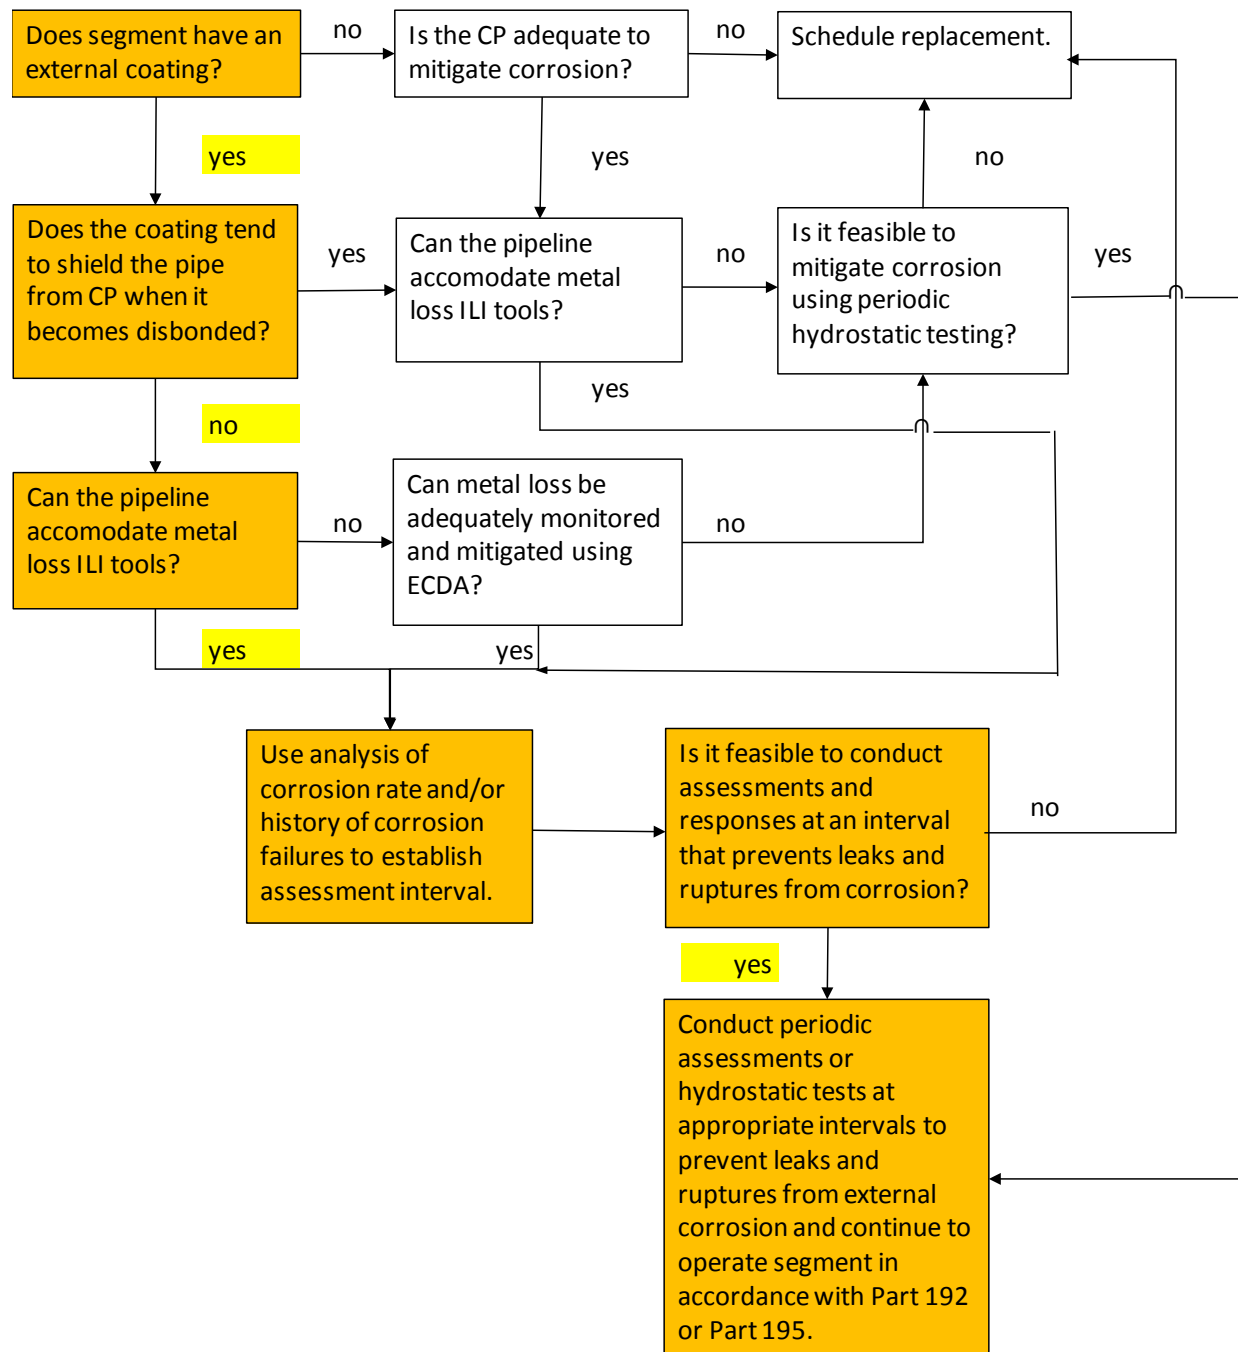 Does segment have an
external coating?
no
Is the CP adequate to
mitigate corrosion?
no
Schedule replacement.
yes
yes
no
Does the coating tend
to shield the pipe
from CP when it
becomes disbonded?
yes
Can the pipeline
accomodate metal
loss ILI tools?
no
Is it feasible to
mitigate corrosion
using periodic
hydrostatic testing?
yes
no
yes
Can the pipeline
accomodate metal
loss ILI tools?
no
Can metal loss be
adequately monitored
and mitigated using
ECDA?
no
yes
yes
Use analysis of
corrosion rate and/or
history of corrosion
failures to establish
assessment interval.
Is it feasible to conduct
assessments and
responses at an interval
that prevents leaks and
ruptures from corrosion?
no
yes
Conduct periodic
assessments or
hydrostatic tests at
appropriate intervals to
prevent leaks and
ruptures from external
corrosion and continue to
operate segment in
accordance with Part 192
or Part 195.